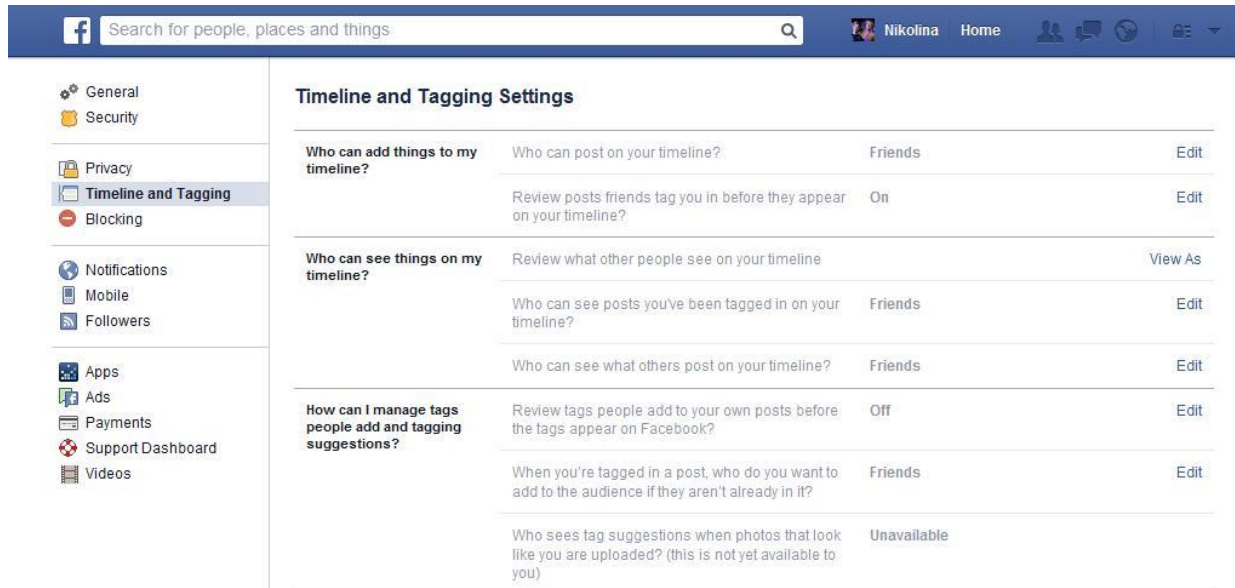 f
Search for people, places and things
Nikolina
Home
General
Security
Privacy
Timeline and Tagging
Blocking
Notifications
Mobile
Followers
Apps
Ads
Payments
Support Dashboard
Videos
Timeline and Tagging Settings
Who can add things to my
timeline?
Who can post on your timeline?
Friends
Edit
Review posts friends tag you in before they appear
on your timeline?
On
Edit
Who can see things on my
timeline?
Review what other people see on your timeline
View As
Who can see posts you've been tagged in on your
timeline?
Friends
Edit
Who can see what others post on your timeline?
Friends
Edit
How can I manage tags
people add and tagging
suggestions?
Review tags people add to your own posts before
the tags appear on Facebook?
Off
Edit
When you're tagged in a post, who do you want to
add to the audience if they aren't already in it?
Friends
Edit
Who sees tag suggestions when photos that look
like you are uploaded? (this is not yet available to
you)
Unavailable